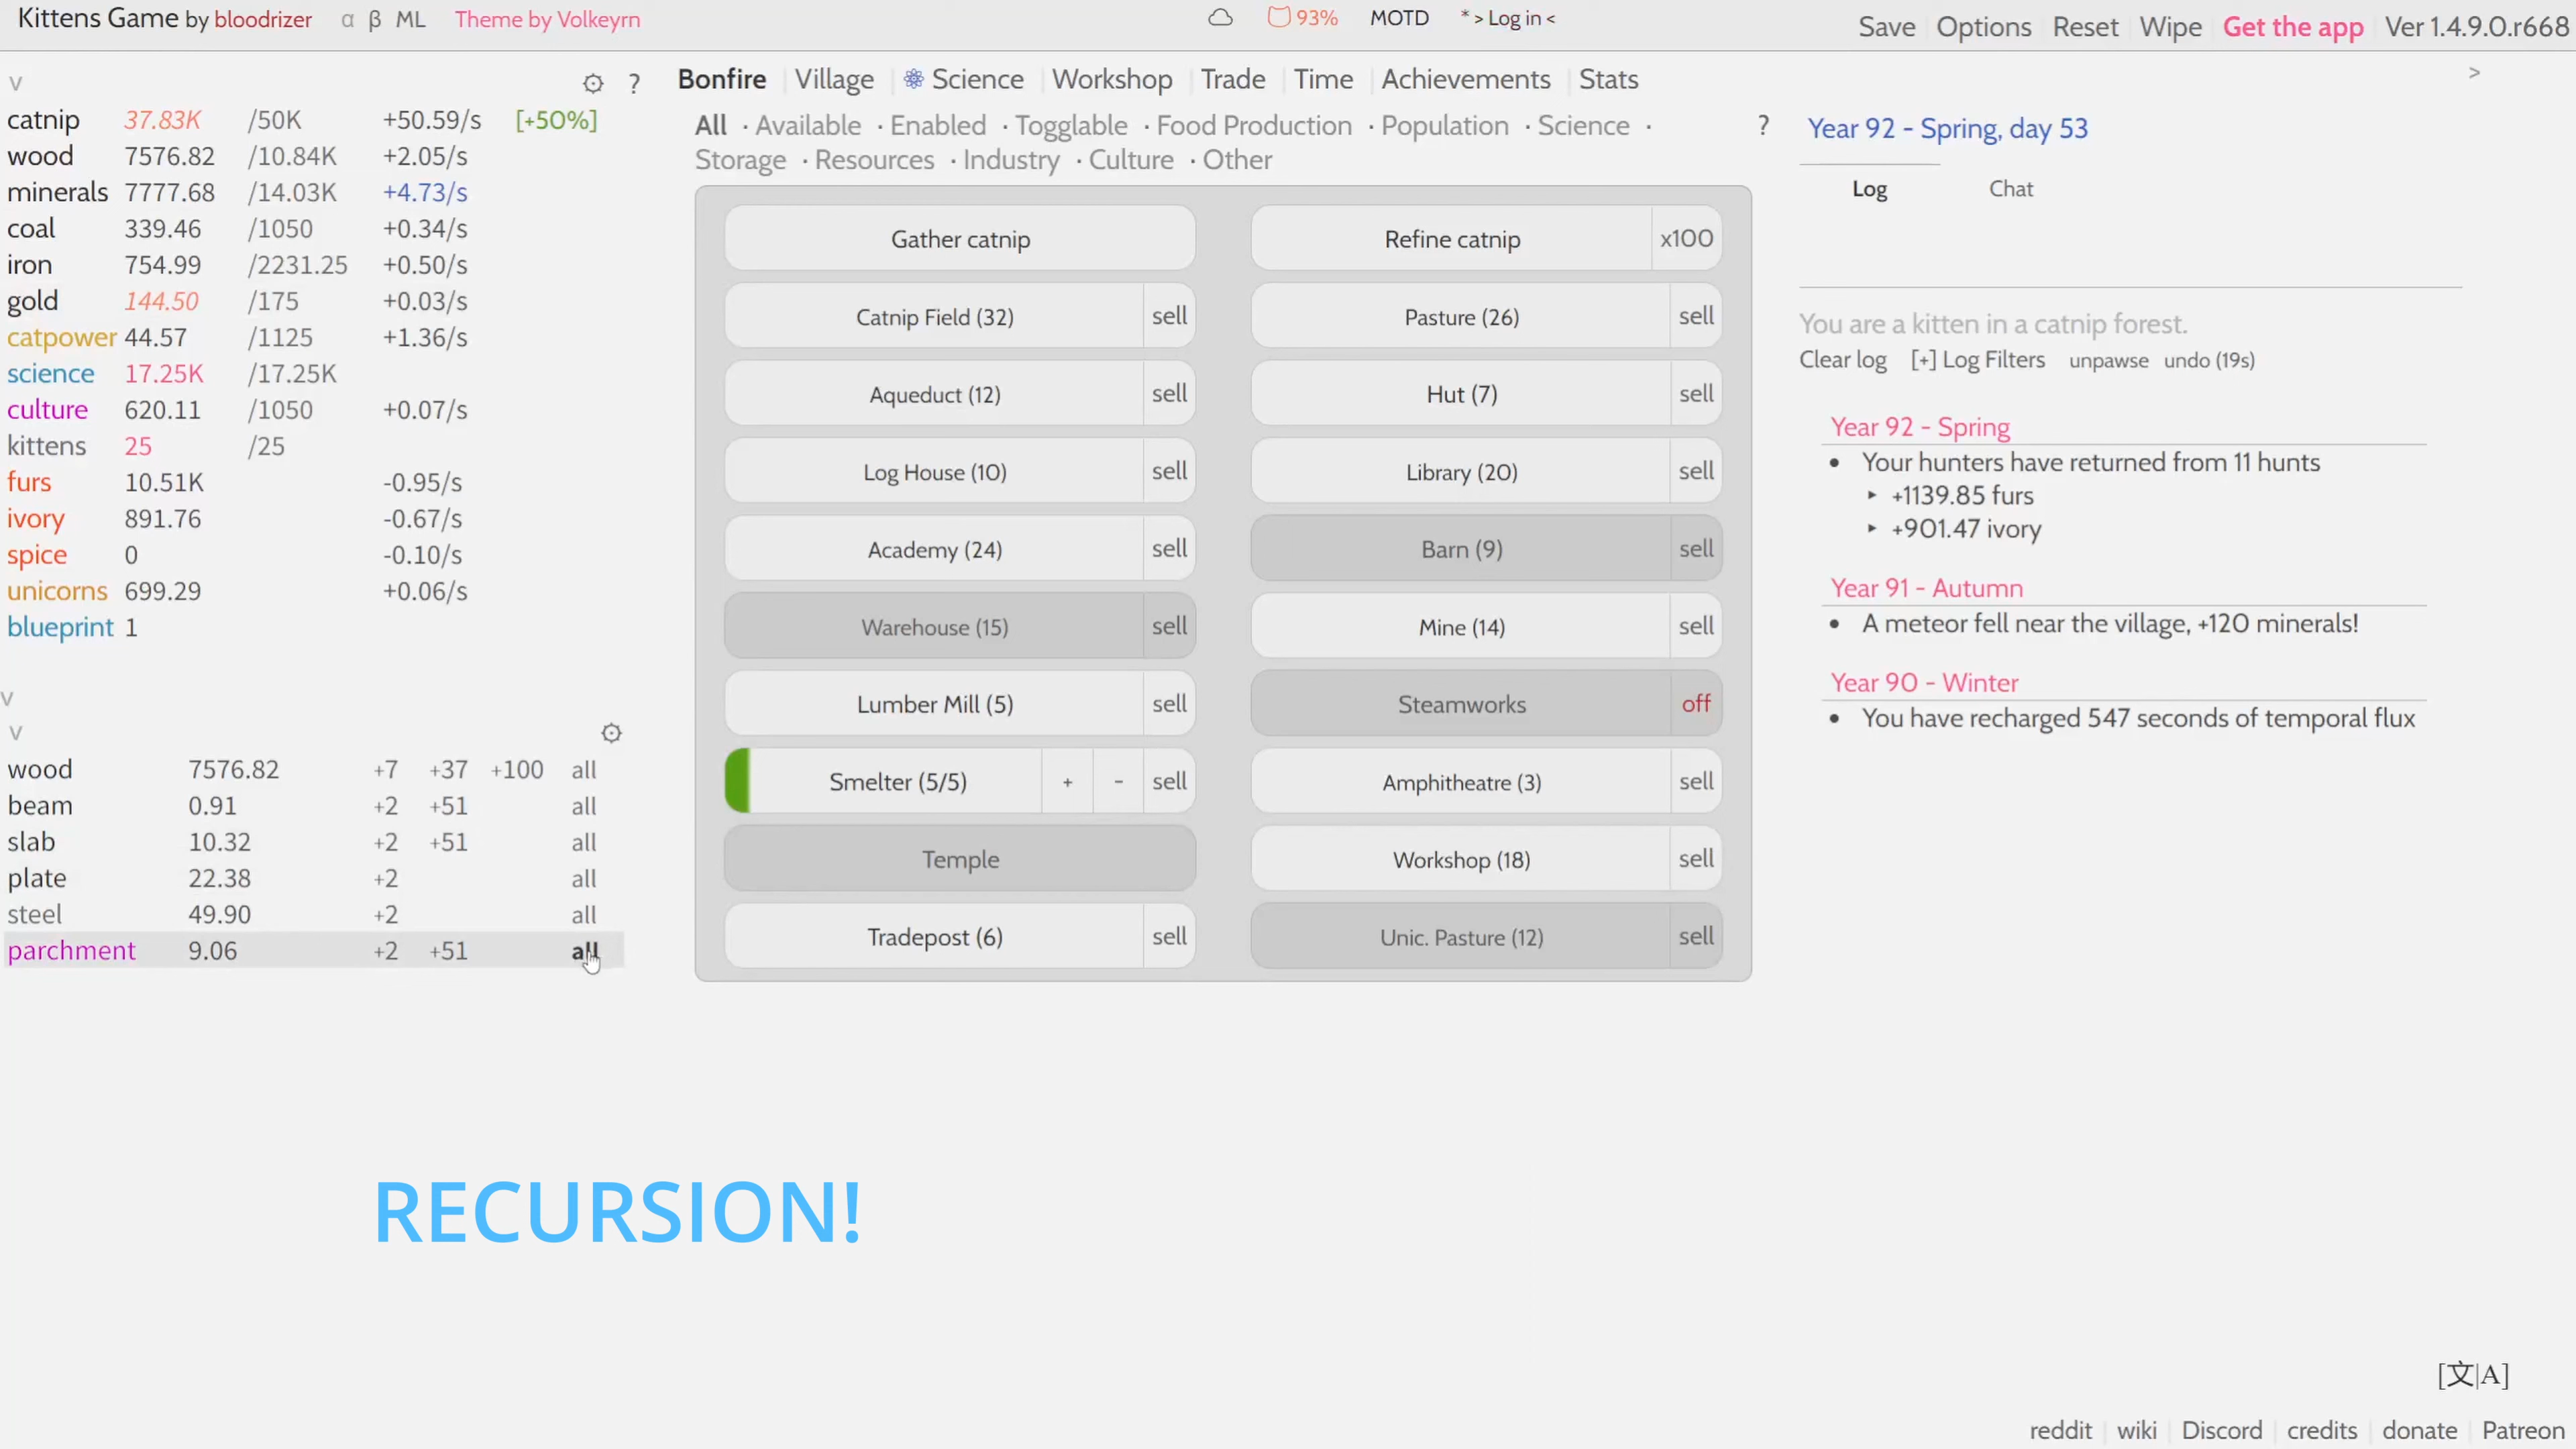 Kittens Game by bloodrizer α β ML Theme by Volkeyrn 93% MOTD * > Log in < Save Options Reset Wipe Get the app Ver 1.4.9.0.r668
v ?
catnip 37.83K /50K +50.59/s [+50%]
wood 7576.82 /10.84K +2.05/s
minerals 7777.68 /14.03K +4.73/s
coal 339.46 /1050 +0.34/s
iron 754.99 /2231.25 +0.50/s
gold 144.50 /175 +0.03/s
catpower 44.57 /1125 +1.36/s
science 17.25K /17.25K
culture 620.11 /1050 +0.07/s
kittens 25 /25
furs 10.51K -0.95/s
ivory 891.76 -0.67/s
spice 0 -0.10/s
unicorns 699.29 +0.06/s
blueprint 1
v
v
wood 7576.82 +7 +37 +100 all
beam 0.91 +2 +51 all
slab 10.32 +2 +51 all
plate 22.38 +2 all
steel 49.90 +2 all
parchment 9.06 +2 +51 all
RECURSION!
Bonfire Village Science Workshop Trade Time Achievements Stats
All · Available · Enabled · Togglable · Food Production · Population · Science · ?
Storage · Resources · Industry · Culture · Other
Gather catnip Refine catnip x100
Catnip Field (32) sell Pasture (26) sell
Aqueduct (12) sell Hut (7) sell
Log House (10) sell Library (20) sell
Academy (24) sell Barn (9) sell
Warehouse (15) sell Mine (14) sell
Lumber Mill (5) sell Steamworks off
Smelter (5/5) + - sell Amphitheatre (3) sell
Temple Workshop (18) sell
Tradepost (6) sell Unic. Pasture (12) sell
>
Year 92 - Spring, day 53
Log Chat
You are a kitten in a catnip forest.
Clear log [+] Log Filters unpawse undo (19s)
Year 92 - Spring
• Your hunters have returned from 11 hunts
‣ +1139.85 furs
‣ +901.47 ivory
Year 91 - Autumn
• A meteor fell near the village, +120 minerals!
Year 90 - Winter
• You have recharged 547 seconds of temporal flux
[文|A]
reddit wiki Discord credits donate Patreon